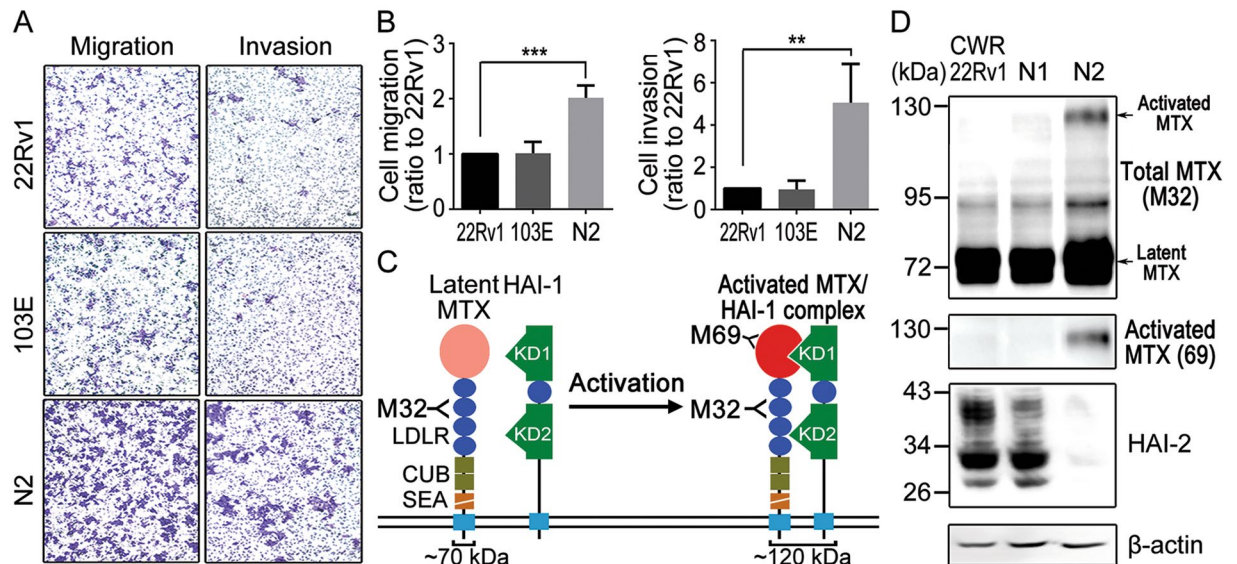 A
Migration
Invasion
22Rv1
103E
N2
B
Cell migration
(ratio to 22Rv1)
3
2
1
0
***
22Rv1 103E N2
Cell invasion
(ratio to 22Rv1)
8
6
4
2
0
**
22Rv1 103E N2
C
Latent HAI-1
MTX
KD1
M32
LDLR
KD2
CUB
SEA
~70 kDa
Activation
Activated MTX/
HAI-1 complex
M69
KD1
M32
KD2
~120 kDa
D
CWR
(kDa) 22Rv1 N1 N2
130
95
72
Activated
MTX
Total MTX
(M32)
Latent
MTX
130
Activated
MTX (69)
43
34
26
HAI-2
β-actin